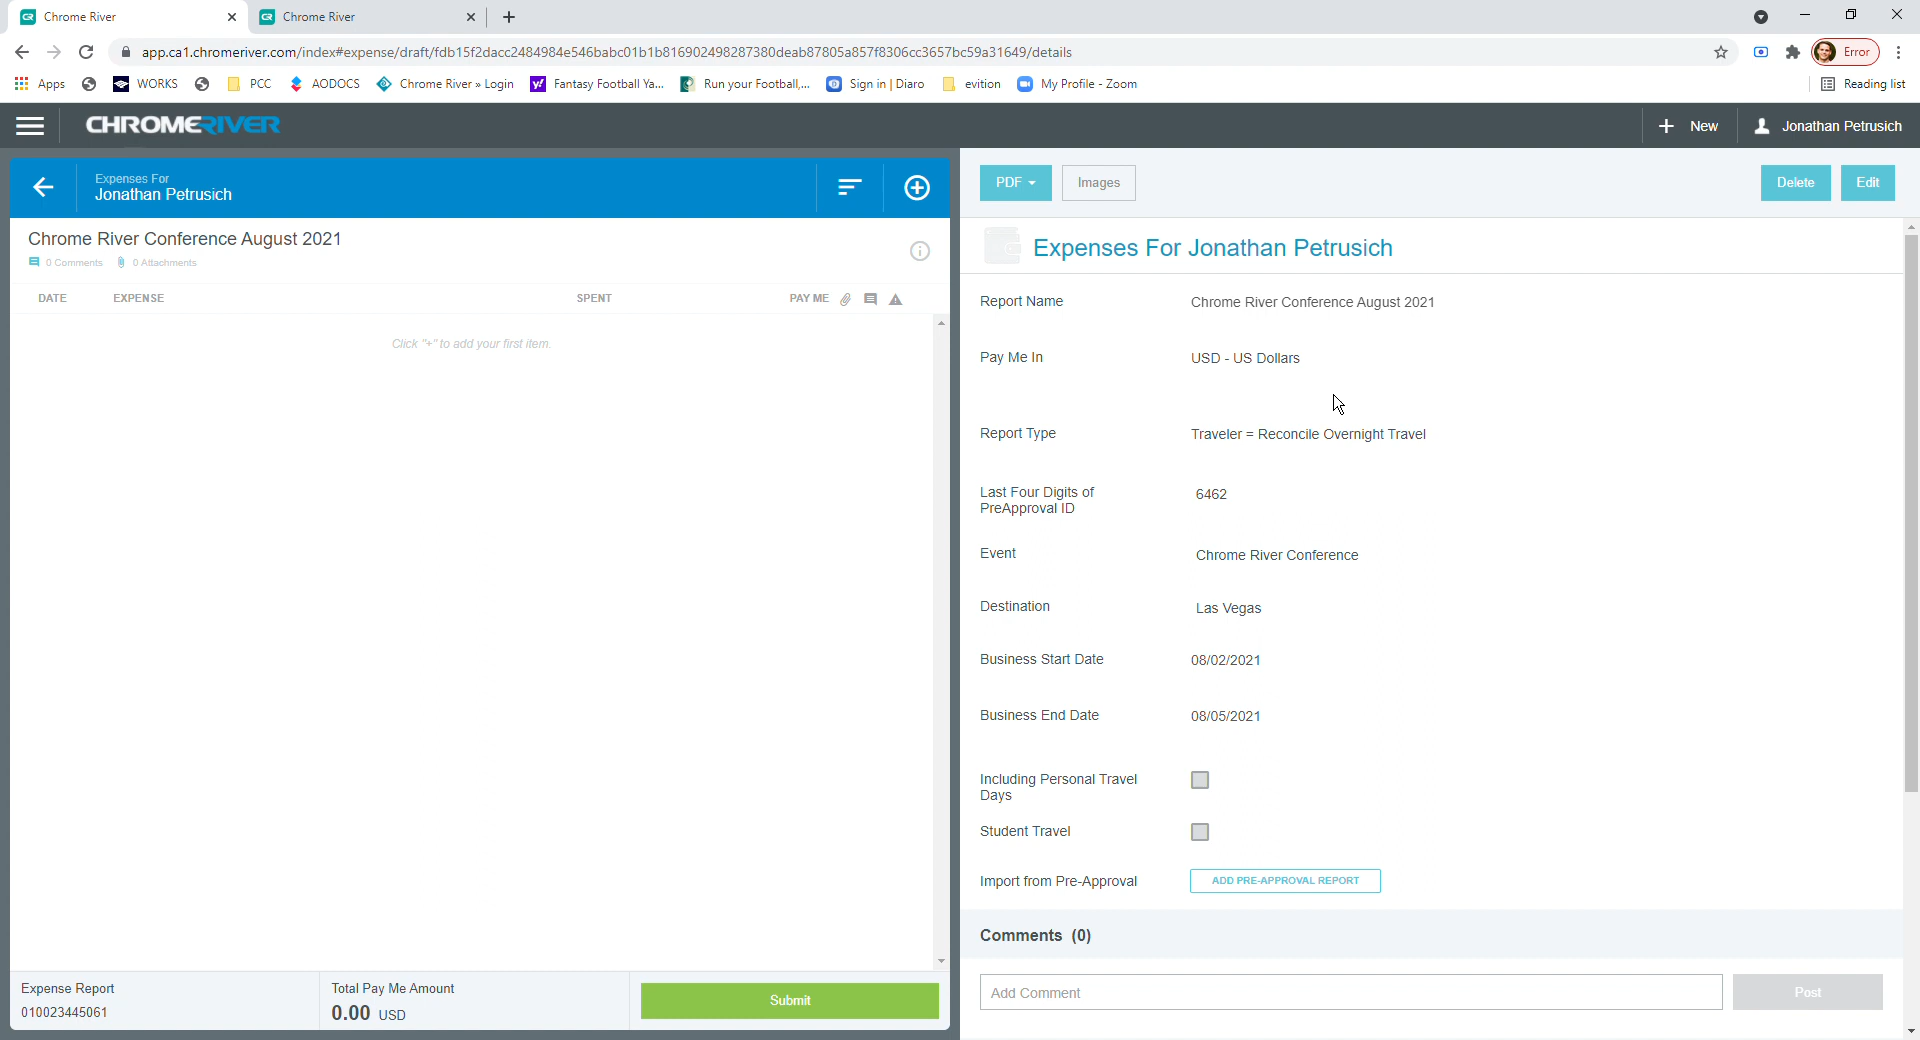 Chrome River
Chrome River
app.ca1.chromeriver.com/index#expense/draft/fdb15f2dacc2484984e546babc01b1b816902498287380deab87805a857f8306cc3657bc59a31649/details
Error
Apps
WORKS
PCC
AODOCS
Chrome River » Login
Fantasy Football Ya...
Run your Football,...
Sign in | Diaro
evition
My Profile - Zoom
Reading list
CHROMERIVER
New
Jonathan Petrusich
Expenses For
Jonathan Petrusich
PDF
Images
Delete
Edit
Chrome River Conference August 2021
0 Comments
0 Attachments
DATE
EXPENSE
SPENT
PAY ME
Click "+" to add your first item.
Expense Report
010023445061
Total Pay Me Amount
0.00 USD
Submit
Expenses For Jonathan Petrusich
Report Name
Chrome River Conference August 2021
Pay Me In
USD - US Dollars
Report Type
Traveler = Reconcile Overnight Travel
Last Four Digits of
PreApproval ID
6462
Event
Chrome River Conference
Destination
Las Vegas
Business Start Date
08/02/2021
Business End Date
08/05/2021
Including Personal Travel
Days
Student Travel
Import from Pre-Approval
ADD PRE-APPROVAL REPORT
Comments (0)
Add Comment
Post